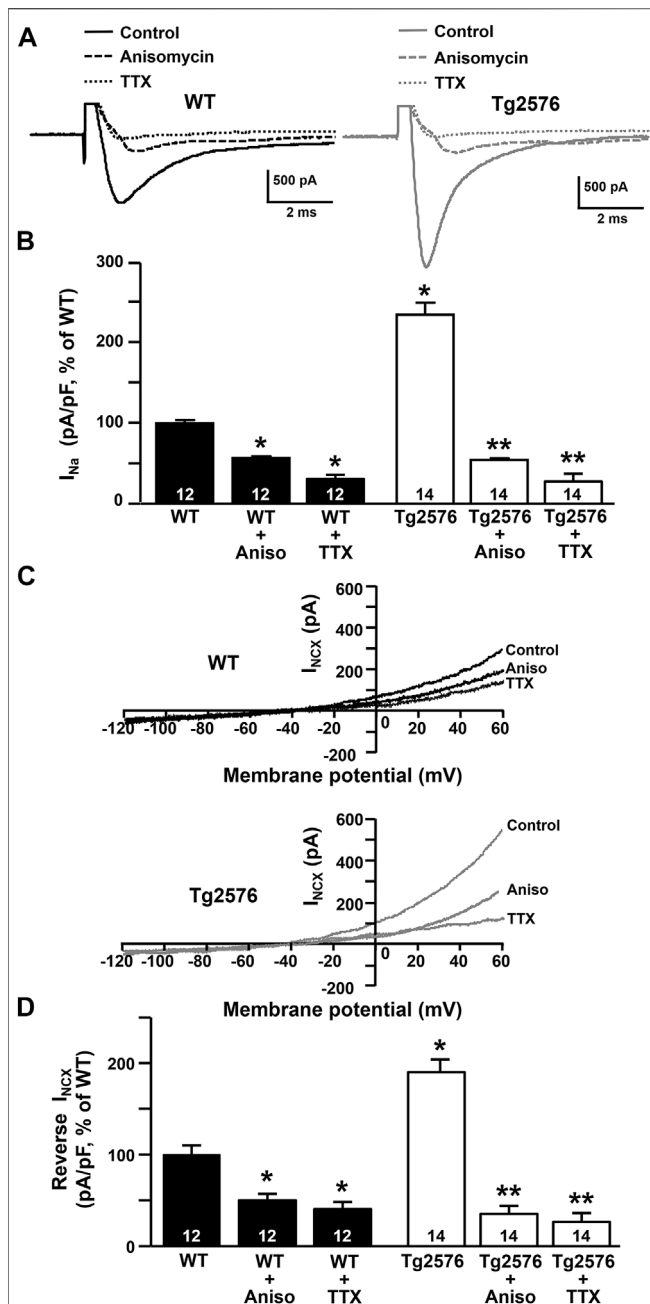 A
Control
Anisomycin
TTX
WT
500 pA
2 ms
Control
Anisomycin
TTX
Tg2576
500 pA
2 ms
B
I_Na (pA/pF, % of WT)
300
200
100
0
*
*
*
**
**
12
12
12
14
14
14
WT
WT
+
Aniso
WT
+
TTX
Tg2576
Tg2576
+
Aniso
Tg2576
+
TTX
C
WT
I_NCX (pA)
600
400
200
-200
Control
Aniso
TTX
-120 -100 -80 -60 -40 -20 0 20 40 60
Membrane potential (mV)
Tg2576
I_NCX (pA)
600
400
200
-200
Control
Aniso
TTX
-120 -100 -80 -60 -40 -20 0 20 40 60
Membrane potential (mV)
D
Reverse I_NCX
(pA/pF, % of WT)
200
100
0
*
*
*
**
**
12
12
12
14
14
14
WT
WT
+
Aniso
WT
+
TTX
Tg2576
Tg2576
+
Aniso
Tg2576
+
TTX